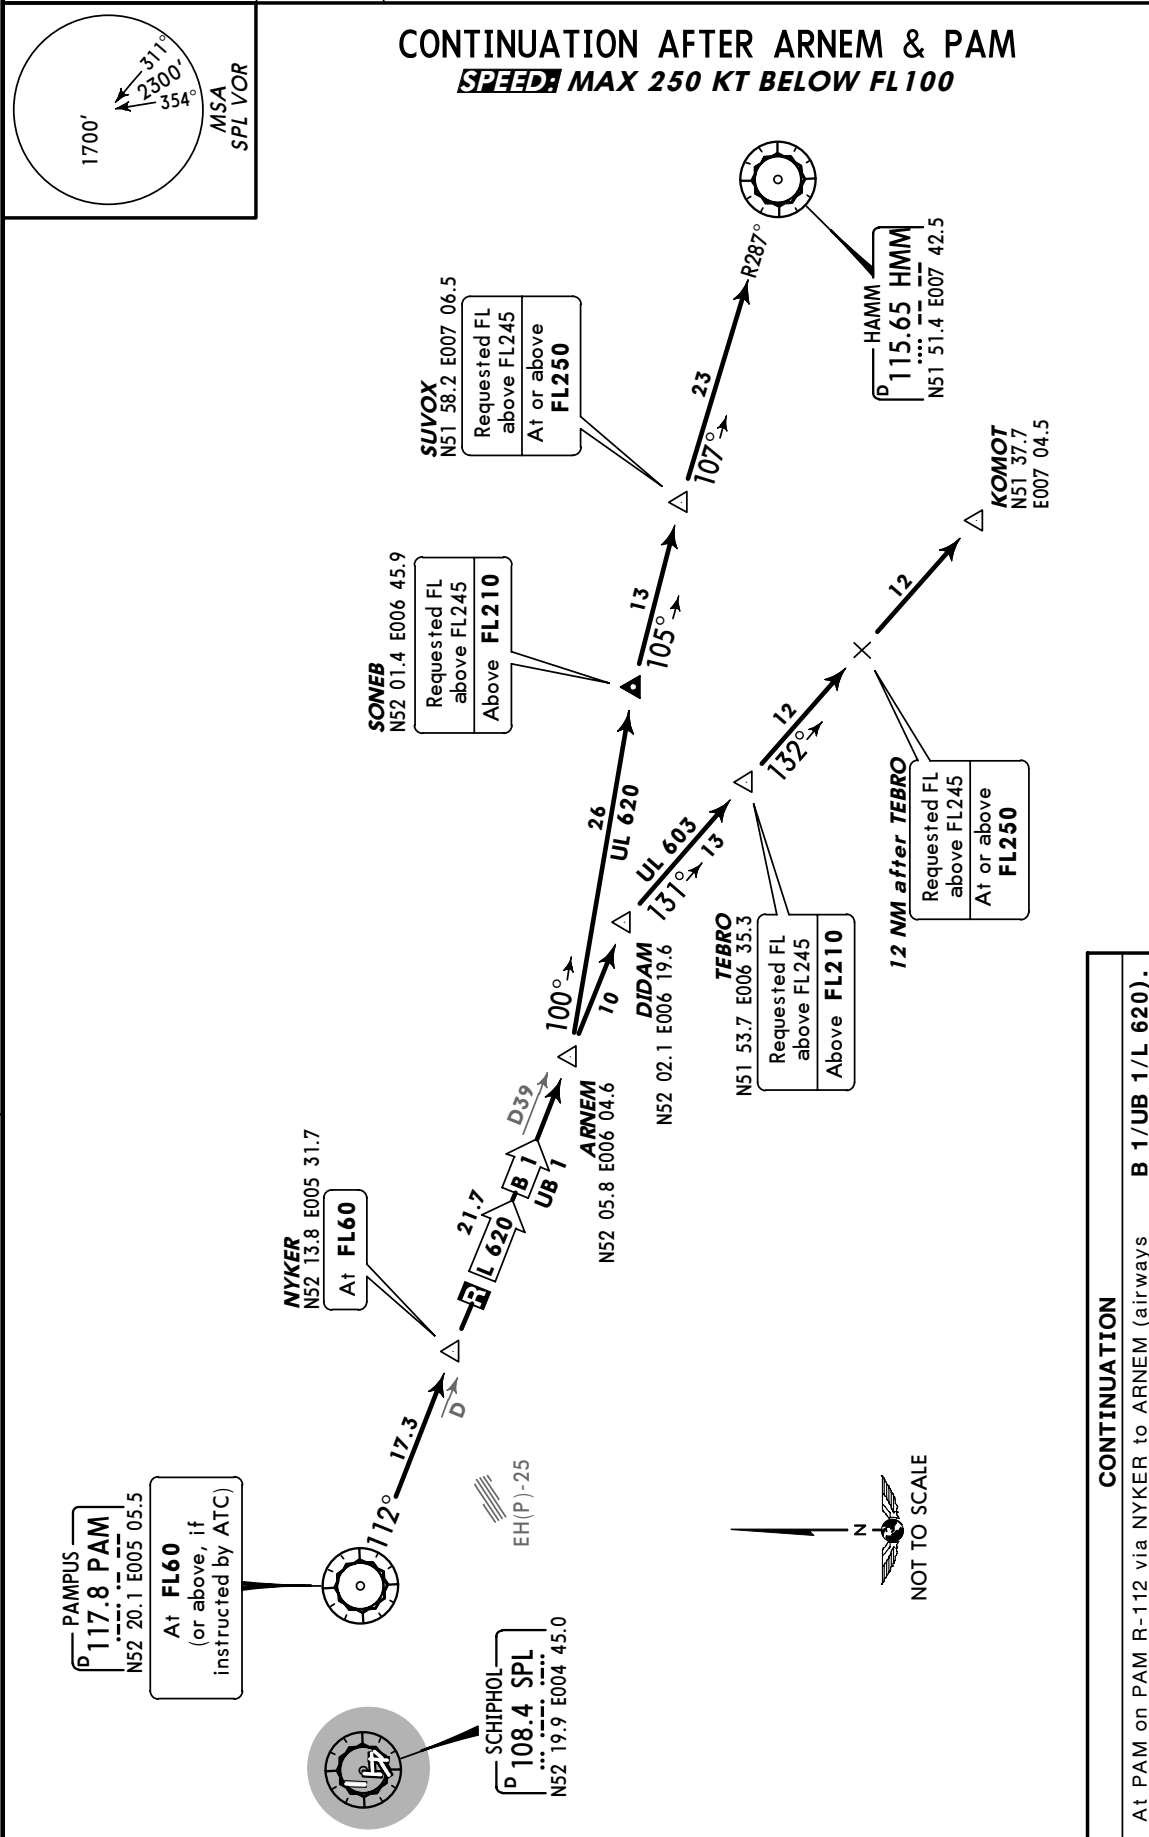 CONTINUATION AFTER ARNEM & PAM
SPEED: MAX 250 KT BELOW FL100
311°
2300'
354°
1700'
MSA
SPL VOR
HAMM
D 115.65 HMM
N51 51.4 E007 42.5
R287°
23
107°
SUVOX
N51 58.2 E007 06.5
Requested FL
above FL245
At or above
FL250
13
105°
SONEB
N52 01.4 E006 45.9
Requested FL
above FL245
Above FL210
26
UL 620
100°
KOMOT
N51 37.7
E007 04.5
12
12 NM after TEBRO
Requested FL
above FL245
At or above
FL250
12
132°
TEBRO
N51 53.7 E006 35.3
Requested FL
above FL245
Above FL210
UL 603
131°
13
DIDAM
N52 02.1 E006 19.6
10
ARNEM
N52 05.8 E006 04.6
D39
B 1
UB 1
21.7
L 620
R
NYKER
N52 13.8 E005 31.7
At FL60
D
17.3
112°
PAMPUS
D 117.8 PAM
N52 20.1 E005 05.5
At FL60
(or above, if
instructed by ATC)
EH(P)-25
SCHIPHOL
D 108.4 SPL
N52 19.9 E004 45.0
N
NOT TO SCALE
CONTINUATION
At PAM on PAM R-112 via NYKER to ARNEM (airways B 1/UB 1/L 620).